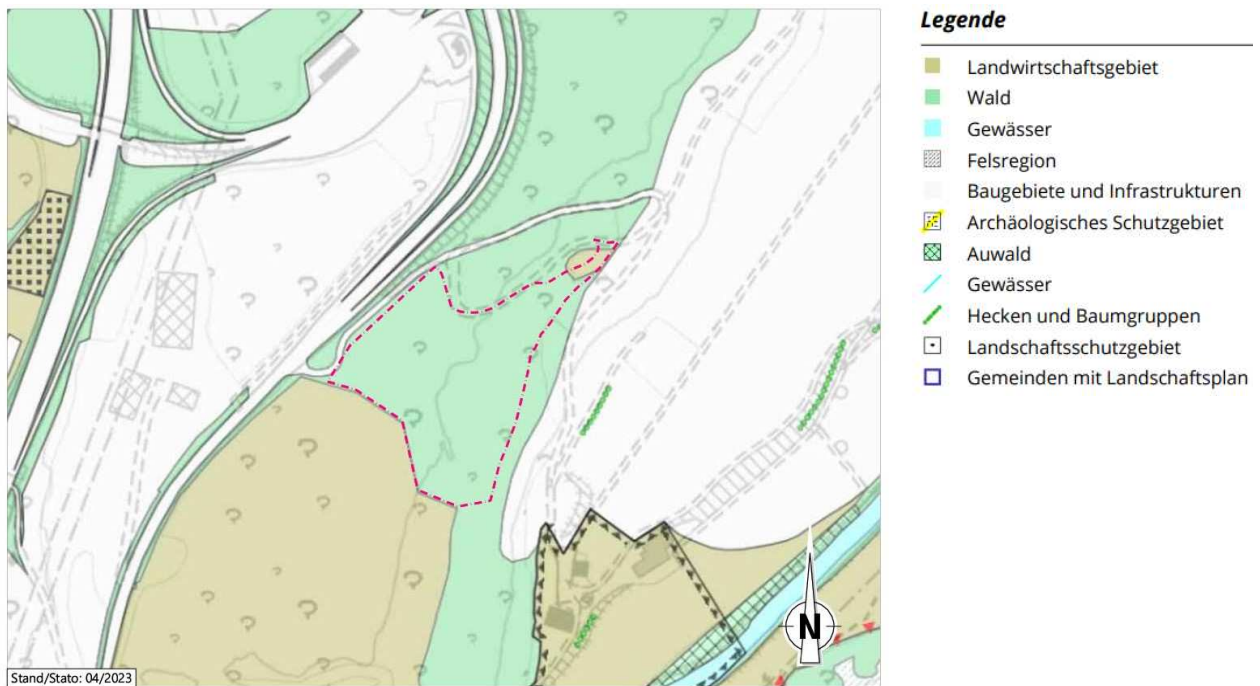 Legende
Landwirtschaftsgebiet
Wald
Gewässer
Felsregion
Baugebiete und Infrastrukturen
Archäologisches Schutzgebiet
Auwald
Gewässer
Hecken und Baumgruppen
Landschaftsschutzgebiet
Gemeinden mit Landschaftsplan
N
Stand/Stato: 04/2023